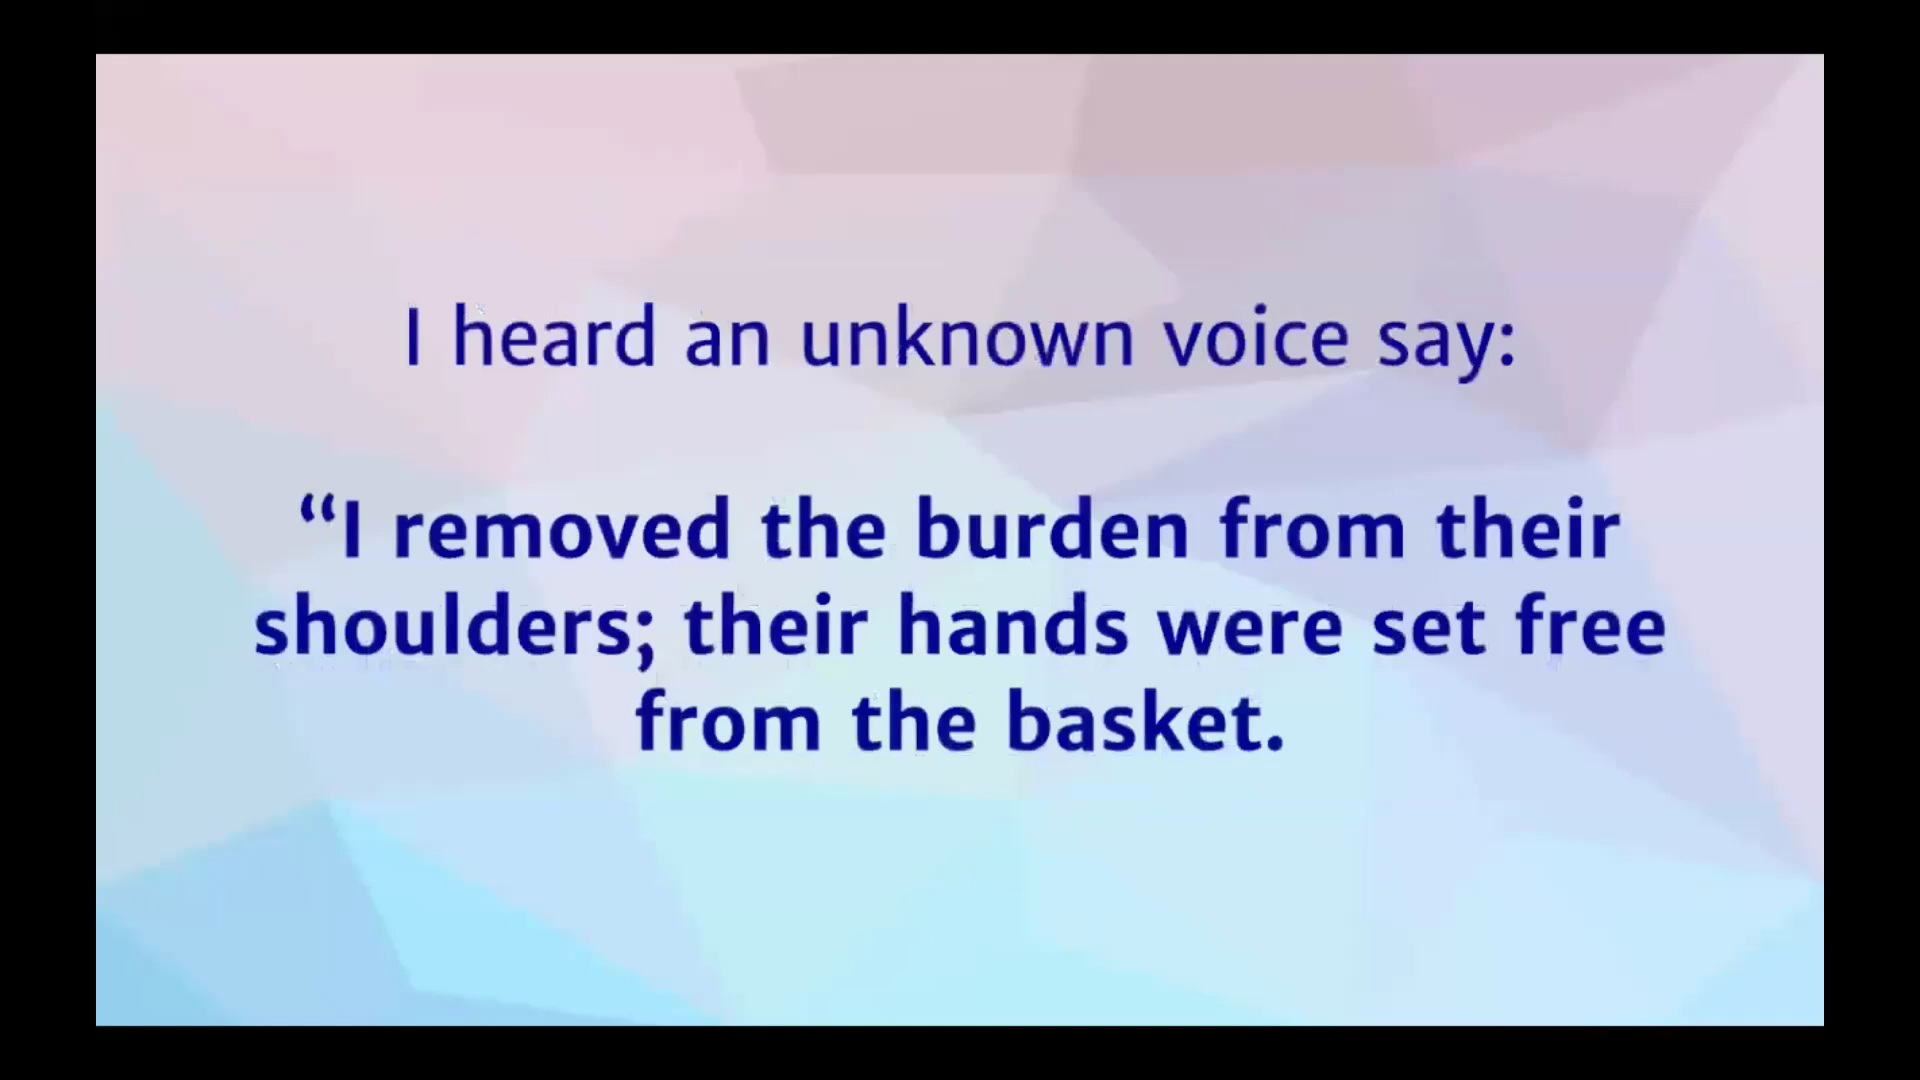 I heard an unknown voice say:
“I removed the burden from their
shoulders; their hands were set free
from the basket.